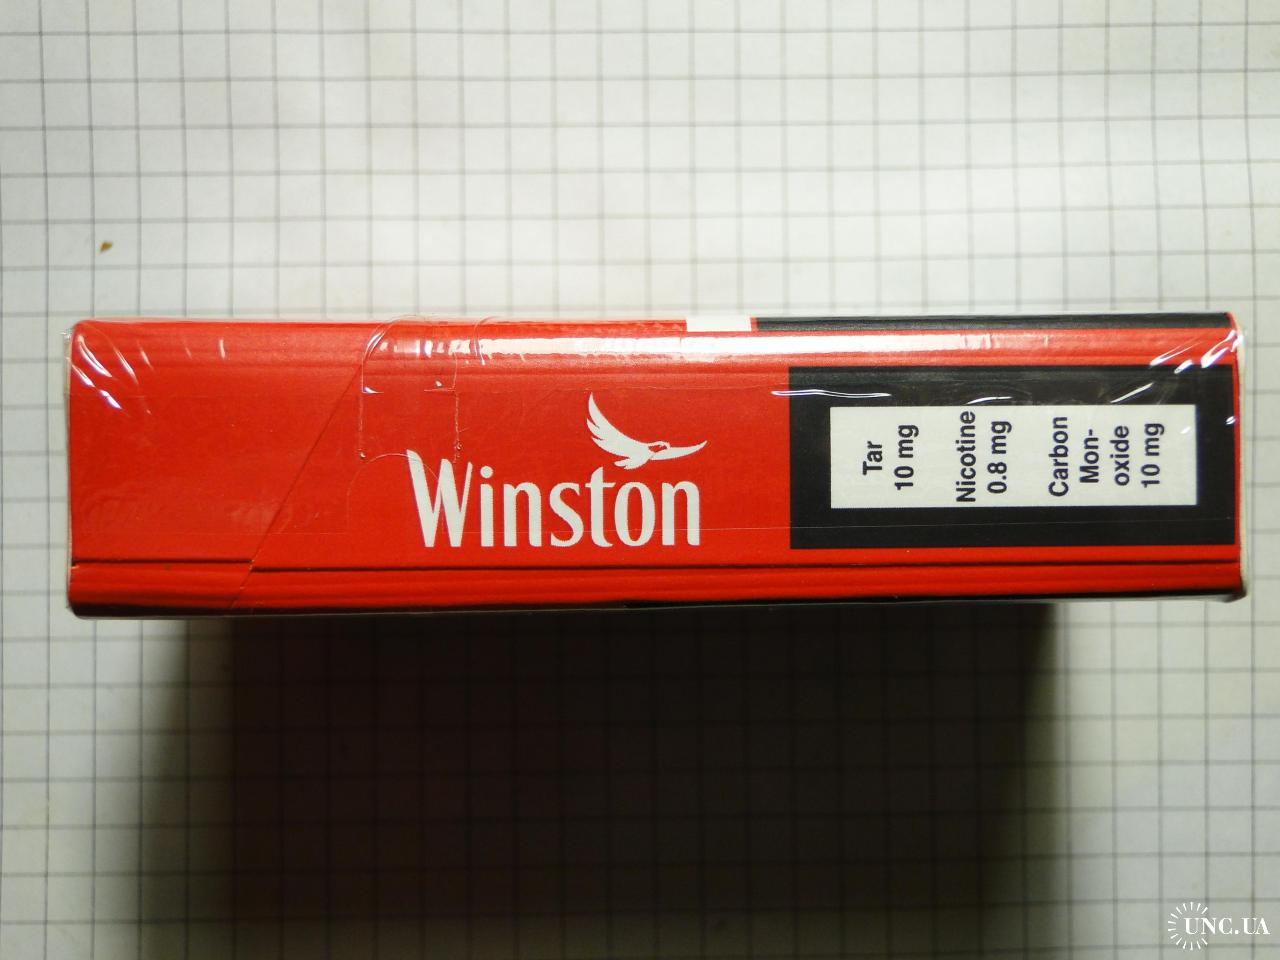 Winston
Tar
10 mg
Nicotine
0.8 mg
Carbon
Mon-
oxide
10 mg
UNC.UA